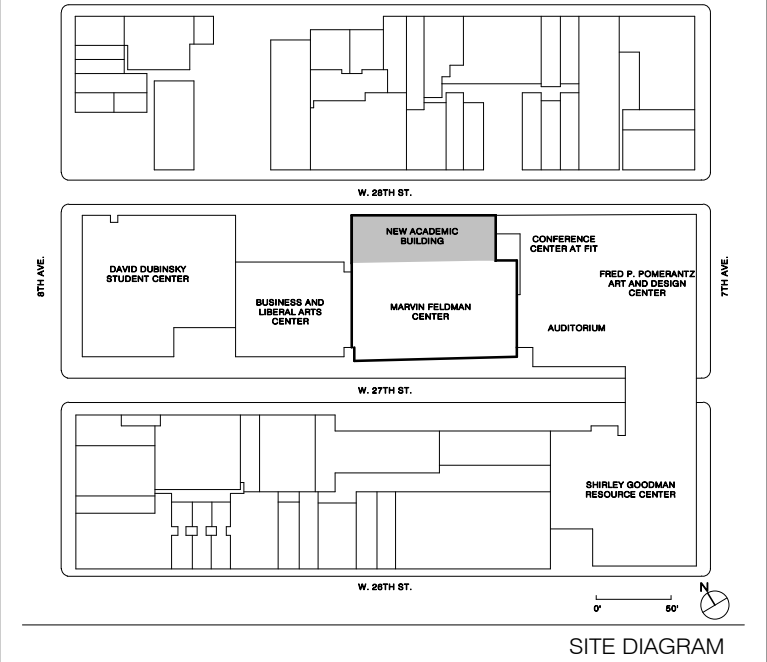 W. 28TH ST.
NEW ACADEMIC
BUILDING
CONFERENCE
CENTER AT FIT
8TH AVE.
DAVID DUBINSKY
STUDENT CENTER
FRED P. POMERANTZ
ART AND DESIGN
CENTER
7TH AVE.
BUSINESS AND
LIBERAL ARTS
CENTER
MARVIN FELDMAN
CENTER
AUDITORIUM
W. 27TH ST.
SHIRLEY GOODMAN
RESOURCE CENTER
W. 26TH ST.
N
0' 50'
SITE DIAGRAM